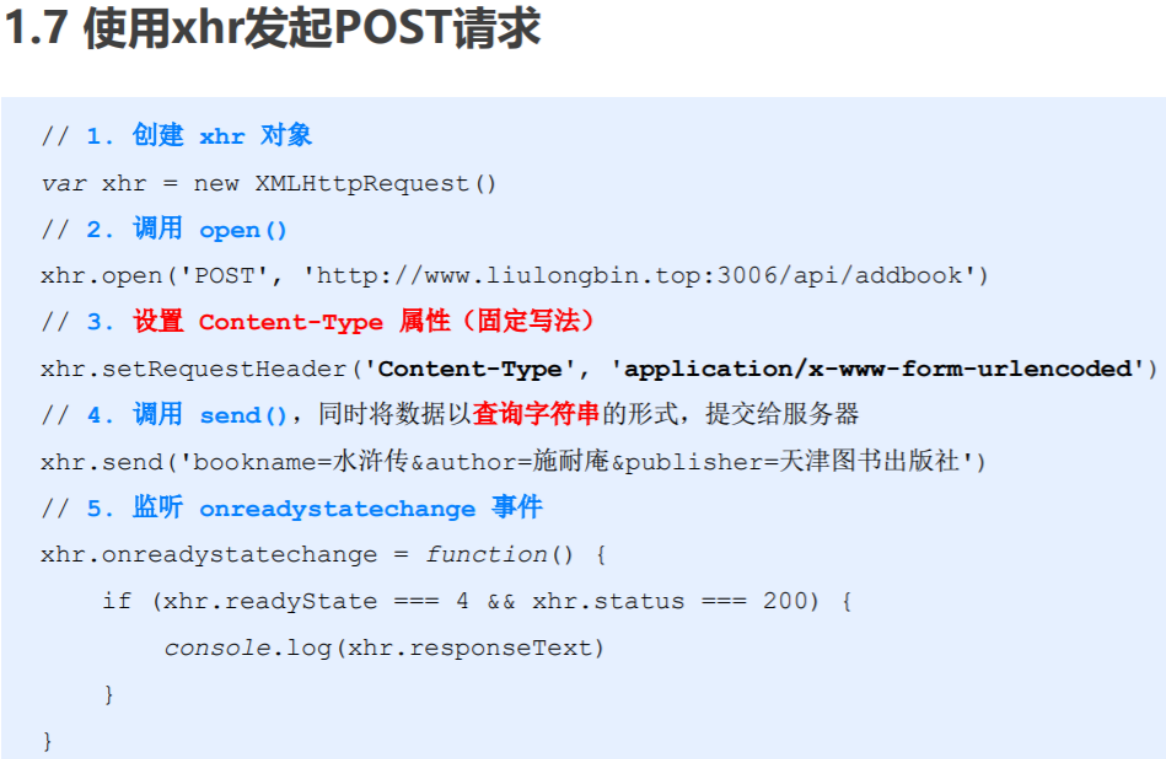 1.7 使用xhr发起POST请求
// 1. 创建 xhr 对象
var xhr = new XMLHttpRequest()
// 2. 调用 open()
xhr.open('POST', 'http://www.liulongbin.top:3006/api/addbook')
// 3. 设置 Content-Type 属性（固定写法）
xhr.setRequestHeader('Content-Type', 'application/x-www-form-urlencoded')
// 4. 调用 send()，同时将数据以查询字符串的形式，提交给服务器
xhr.send('bookname=水浒传&author=施耐庵&publisher=天津图书出版社')
// 5. 监听 onreadystatechange 事件
xhr.onreadystatechange = function() {
    if (xhr.readyState === 4 && xhr.status === 200) {
        console.log(xhr.responseText)
    }
}